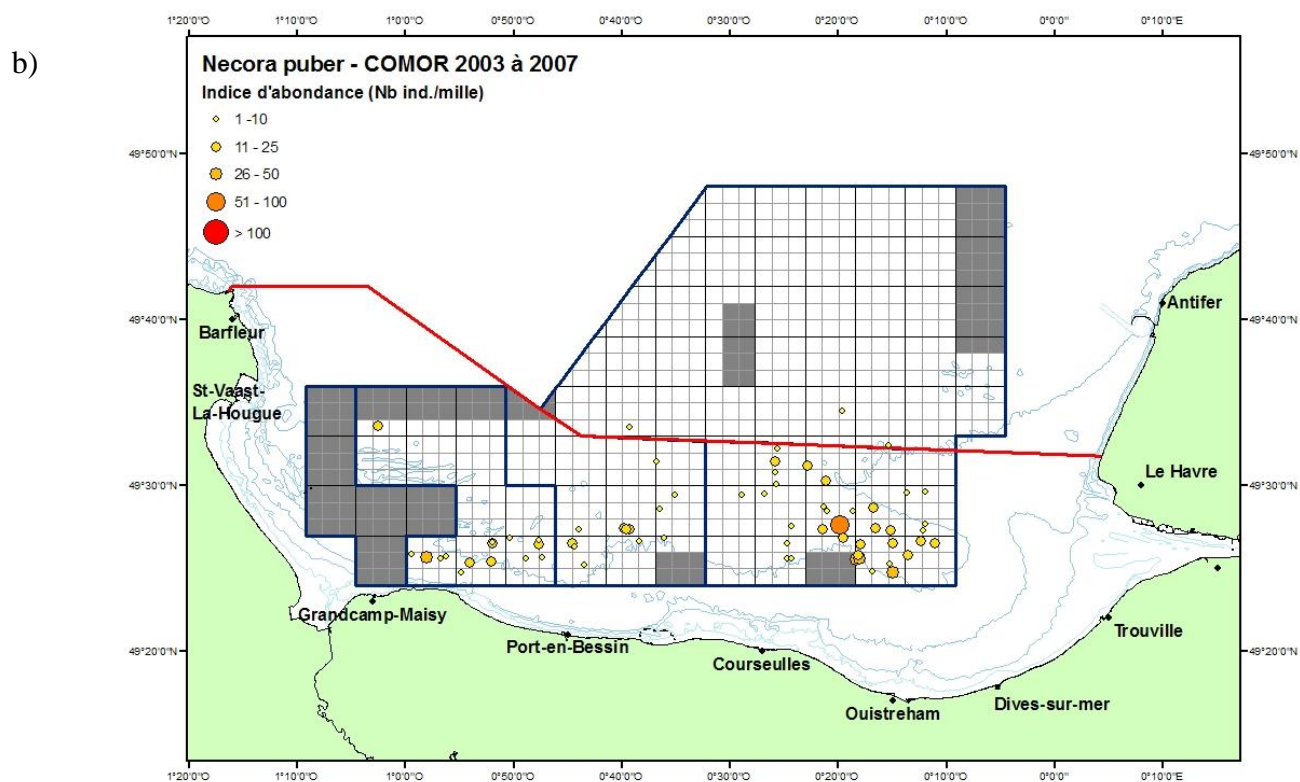 b)
1°20'0"O 1°10'0"O 1°0'0"O 0°50'0"O 0°40'0"O 0°30'0"O 0°20'0"O 0°10'0"O 0°0'0" 0°10'0"E
Necora puber - COMOR 2003 à 2007
Indice d'abondance (Nb ind./mille)
1 -10
11 - 25
26 - 50
51 - 100
> 100
49°50'0"N 49°50'0"N
49°40'0"N 49°40'0"N
49°30'0"N 49°30'0"N
49°20'0"N 49°20'0"N
Antifer
Barfleur
St-Vaast-
La-Hougue
Le Havre
Grandcamp-Maisy
Port-en-Bessin
Courseulles
Trouville
Ouistreham
Dives-sur-mer
1°20'0"O 1°10'0"O 1°0'0"O 0°50'0"O 0°40'0"O 0°30'0"O 0°20'0"O 0°10'0"O 0°0'0" 0°10'0"E